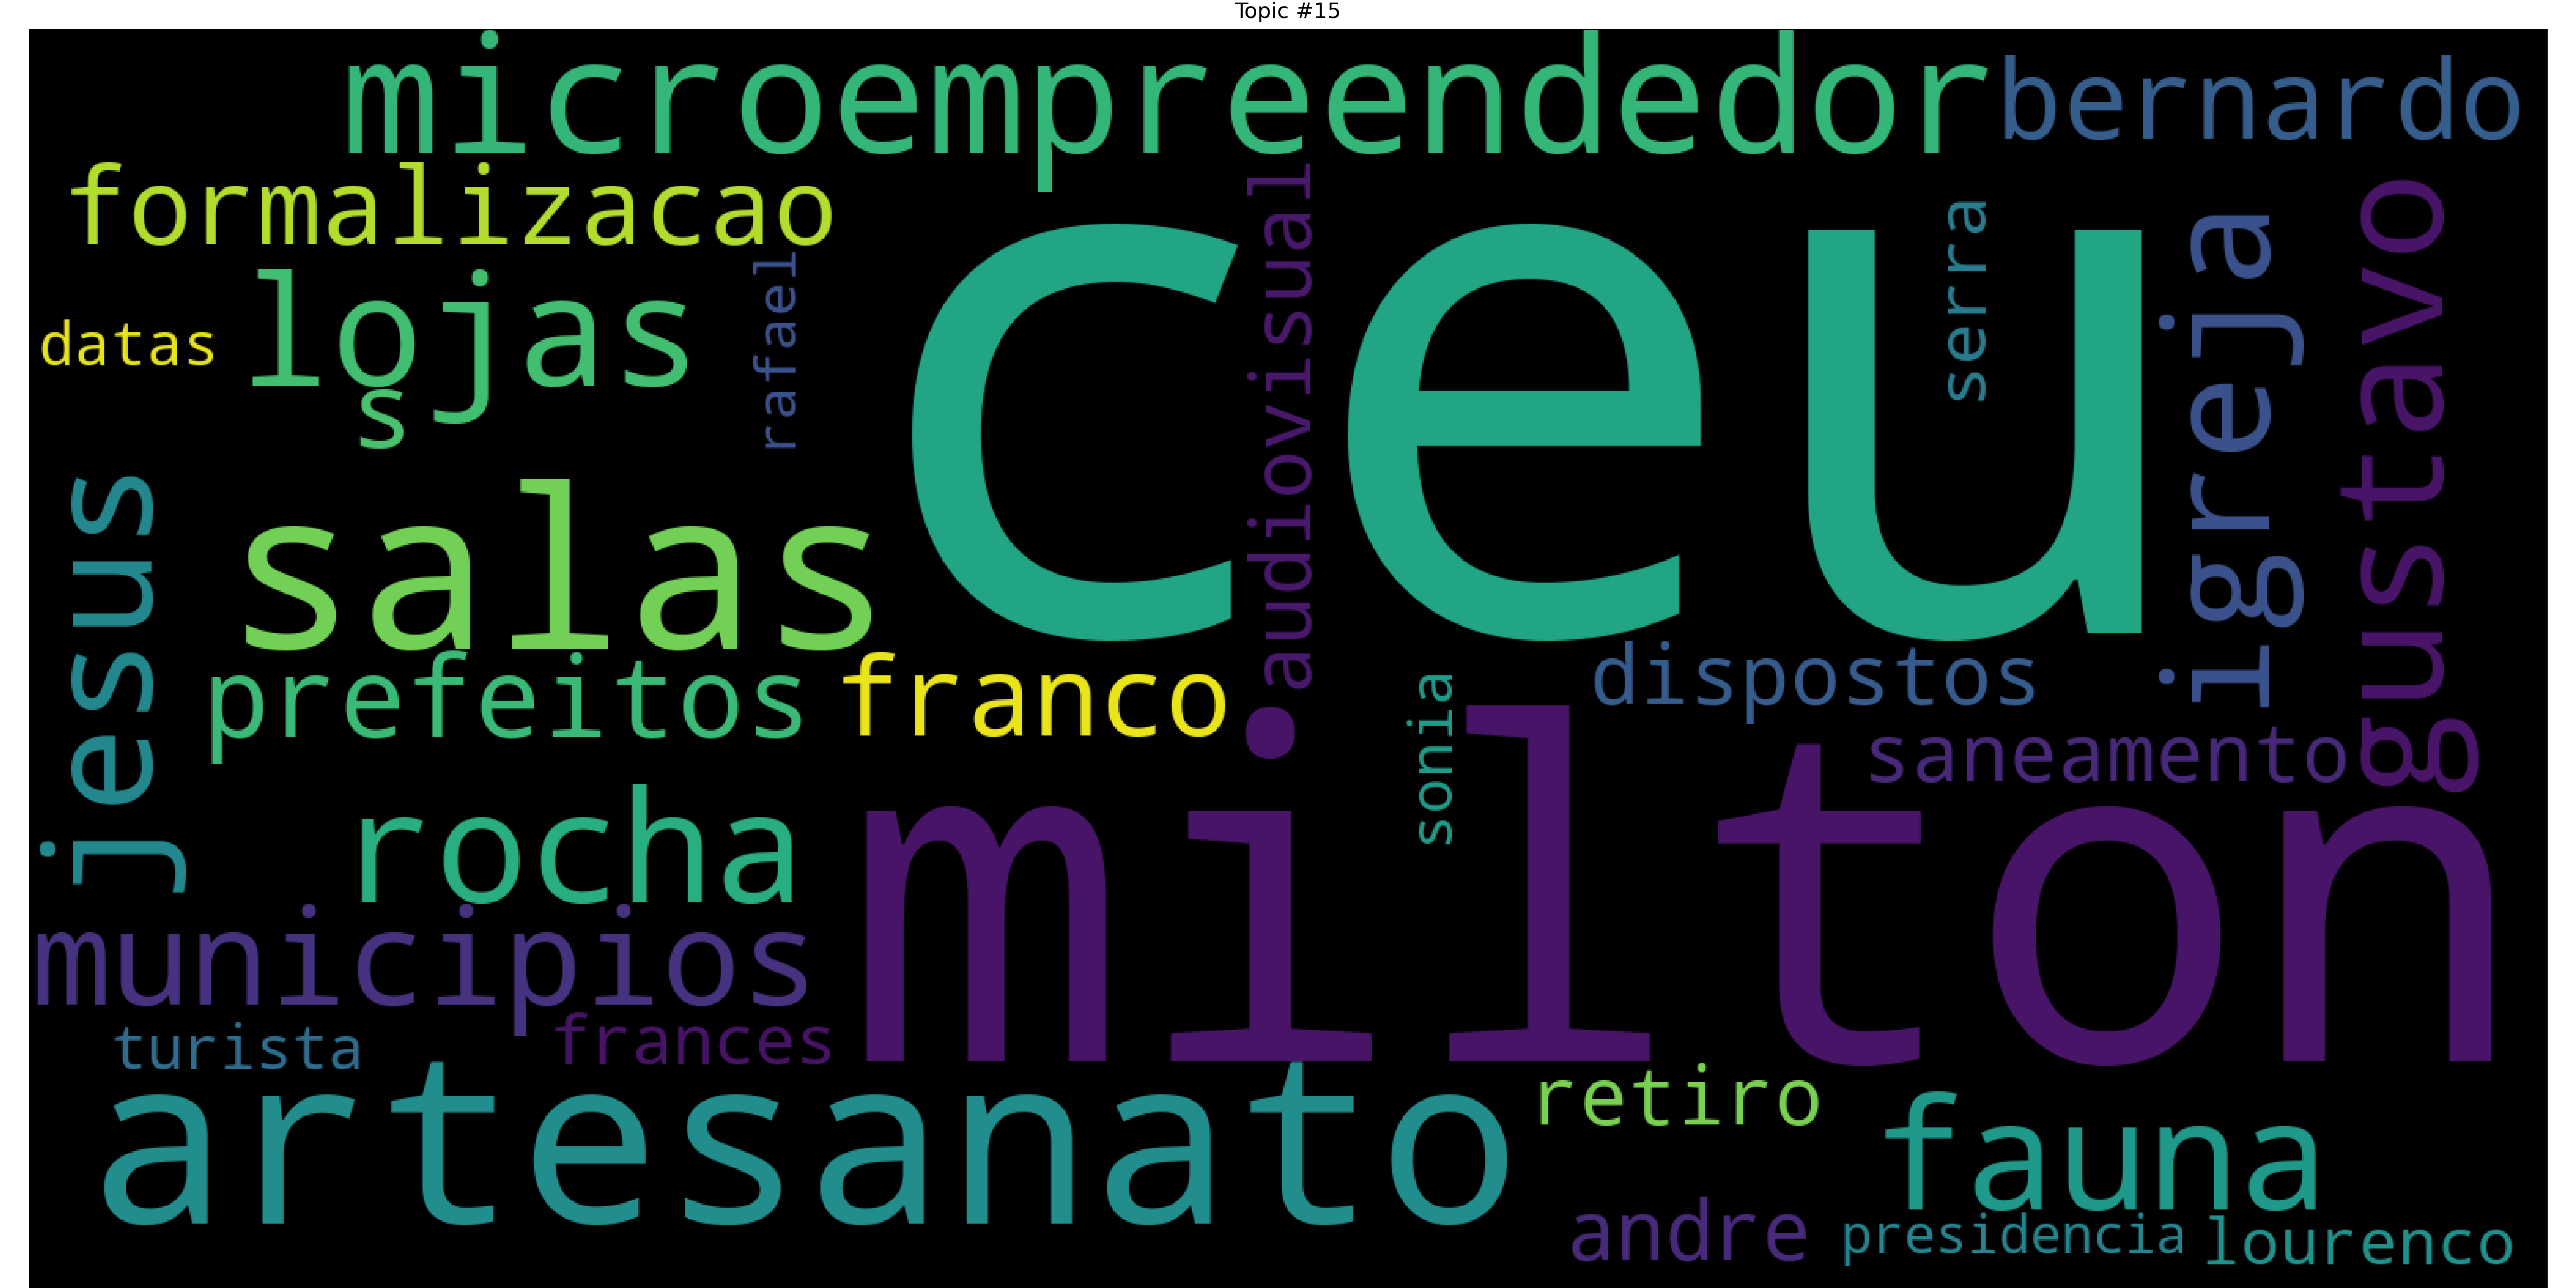 Topic #15
microempreendedor
bernardo
formalizacao
audiovisual
serra
igreja
gustavo
lojas
rafael
datas
s
ceu
jesus
salas
prefeitos
franco
dispostos
sonia
saneamento
rocha
milton
municipios
turista
frances
artesanato
retiro
fauna
andre
presidencia
lourenco